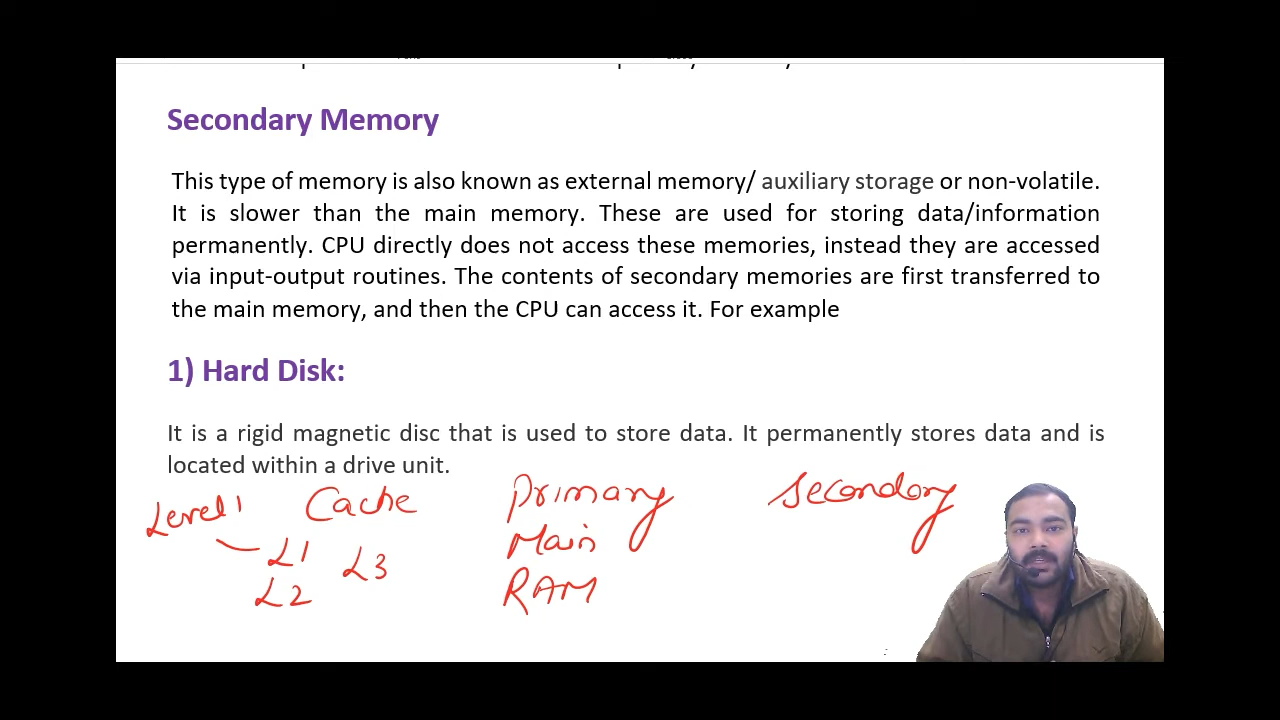 Secondary Memory
This type of memory is also known as external memory/ auxiliary storage or non-volatile.
It is slower than the main memory. These are used for storing data/information
permanently. CPU directly does not access these memories, instead they are accessed
via input-output routines. The contents of secondary memories are first transferred to
the main memory, and then the CPU can access it. For example
1) Hard Disk:
It is a rigid magnetic disc that is used to store data. It permanently stores data and is
located within a drive unit.
Level1 Cache Primary Secondory
L1 L3 Main
L2 RAM